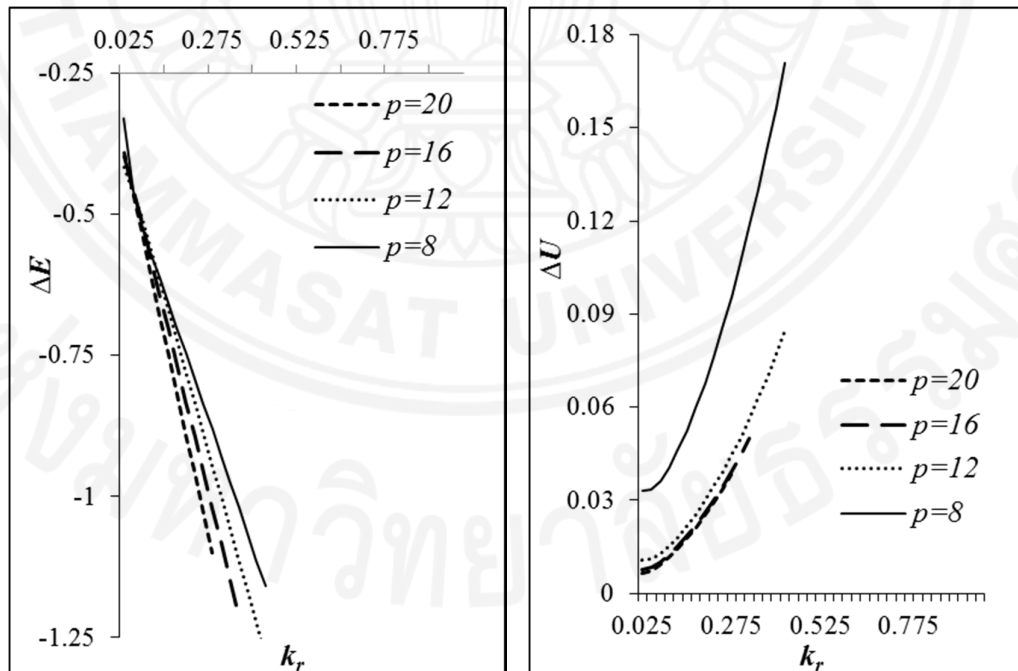 0.025 0.275 0.525 0.775
-0.25
-0.5
-0.75
-1
-1.25
ΔE
k_r
p=20
p=16
p=12
p=8
0.18
0.15
0.12
0.09
0.06
0.03
0
ΔU
p=20
p=16
p=12
p=8
0.025 0.275 0.525 0.775
k_r
THAMMASAT UNIVERSITY